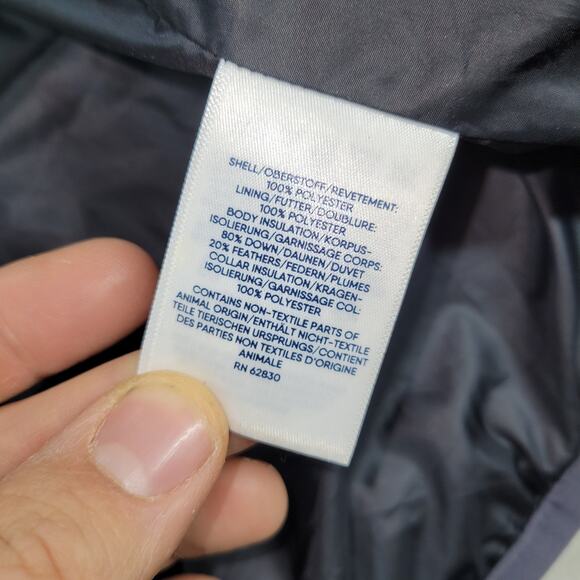 SHELL/OBERSTOFF/REVETEMENT:
100% POLYESTER
LINING/FUTTER/DOUBLURE:
100% POLYESTER
BODY INSULATION/KORPUS-
ISOLIERUNG/GARNISSAGE CORPS:
80% DOWN/DAUNEN/DUVET
20% FEATHERS/FEDERN/PLUMES
COLLAR INSULATION/KRAGEN-
ISOLIERUNG/GARNISSAGE COL:
100% POLYESTER
CONTAINS NON-TEXTILE PARTS OF
ANIMAL ORIGIN/ENTHÄLT NICHT-TEXTILE
TEILE TIERISCHEN URSPRUNGS/CONTIENT
DES PARTIES NON TEXTILES D'ORIGINE
ANIMALE
RN 62830